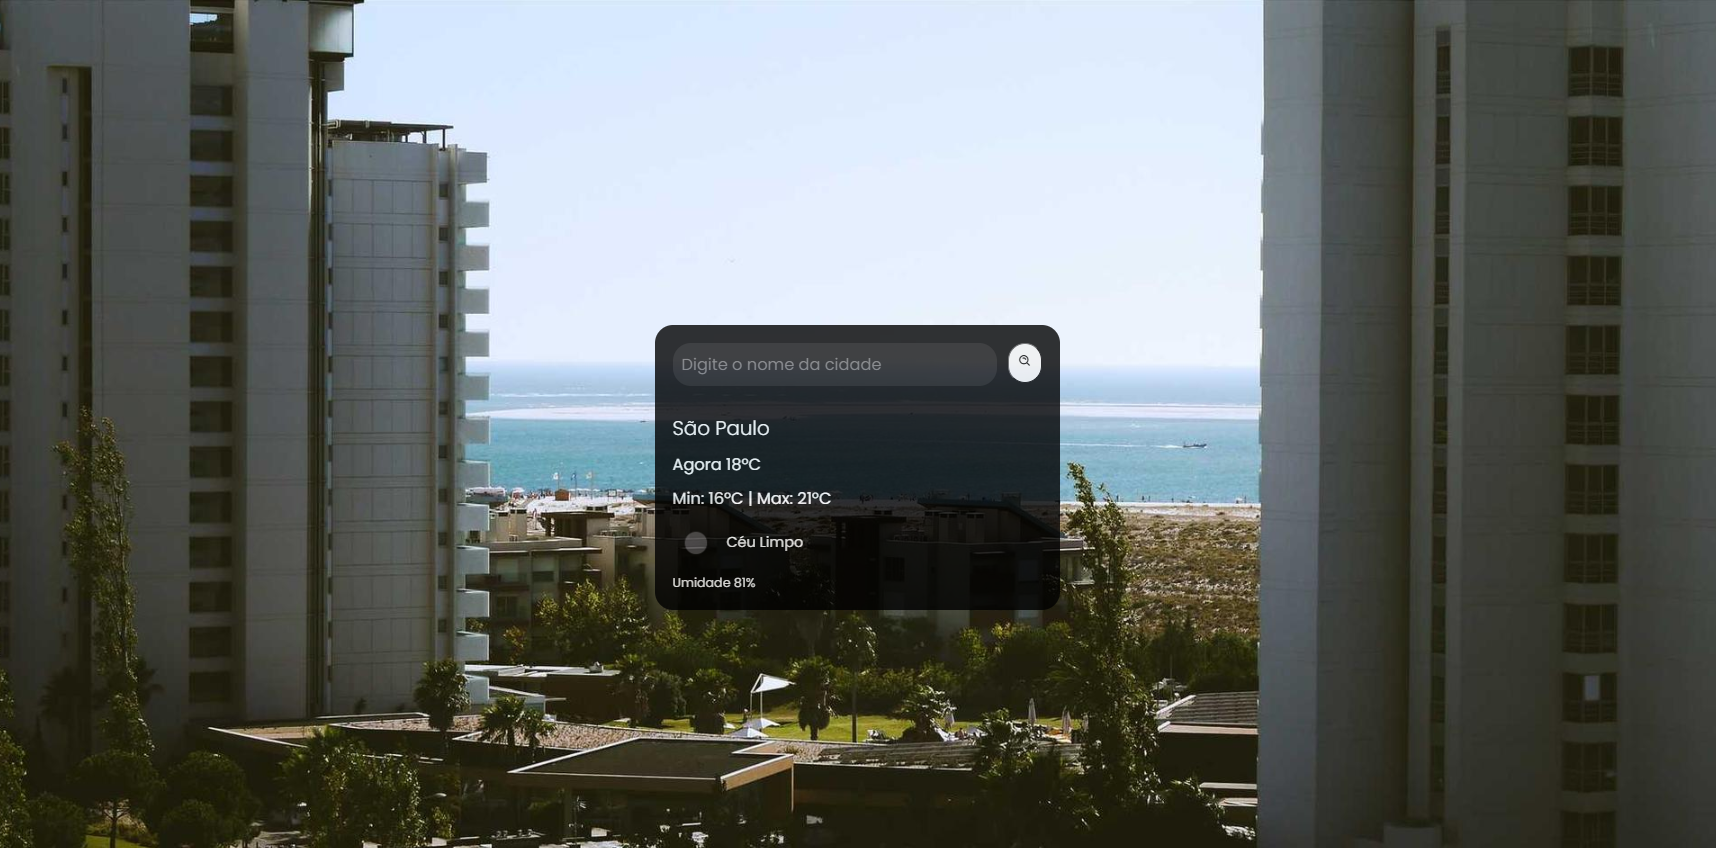 Digite o nome da cidade
São Paulo
Agora 18°C
Min: 16°C | Max: 21°C
Céu Limpo
Umidade 81%